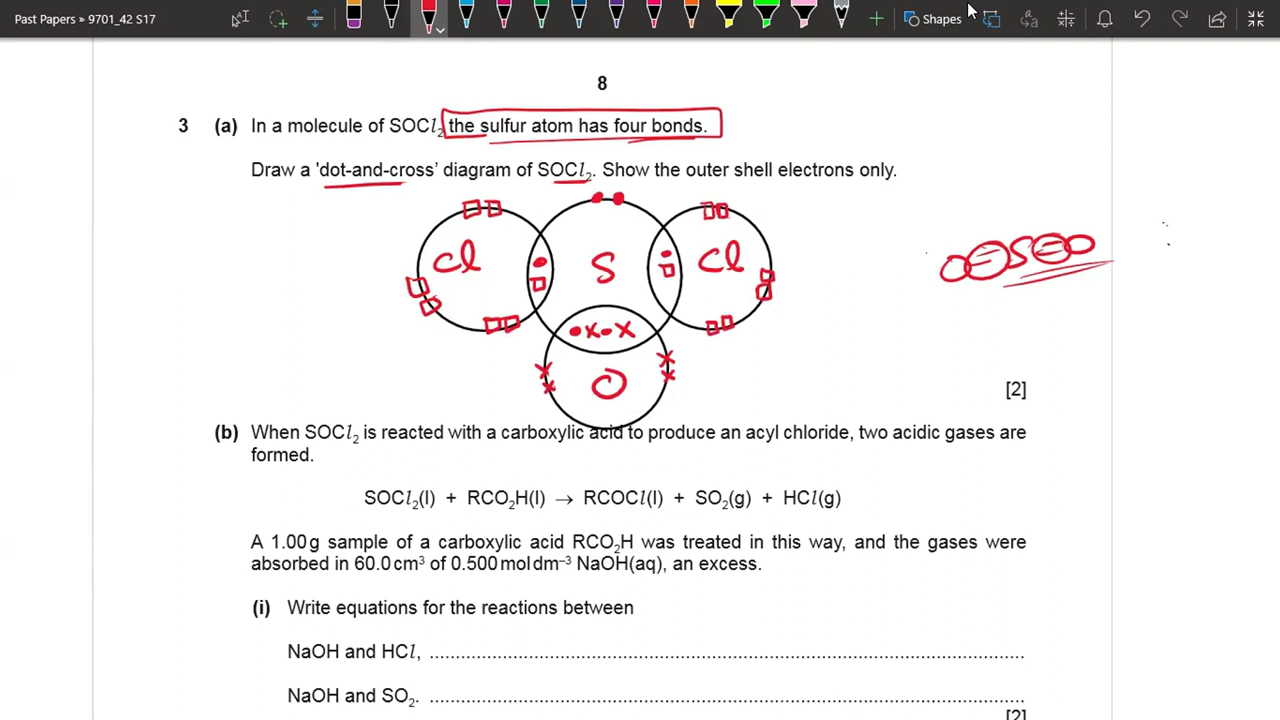 Past Papers » 9701_42 S17
Shapes
8
3 (a) In a molecule of SOCl₂ the sulfur atom has four bonds.
Draw a 'dot-and-cross' diagram of SOCl₂. Show the outer shell electrons only.
Cl S Cl
O=S=O
O
[2]
(b) When SOCl₂ is reacted with a carboxylic acid to produce an acyl chloride, two acidic gases are
formed.
SOCl₂(l) + RCO₂H(l) → RCOCl(l) + SO₂(g) + HCl(g)
A 1.00g sample of a carboxylic acid RCO₂H was treated in this way, and the gases were
absorbed in 60.0cm³ of 0.500moldm⁻³ NaOH(aq), an excess.
(i) Write equations for the reactions between
NaOH and HCl, ....................................................................................................
NaOH and SO₂. ....................................................................................................
[2]